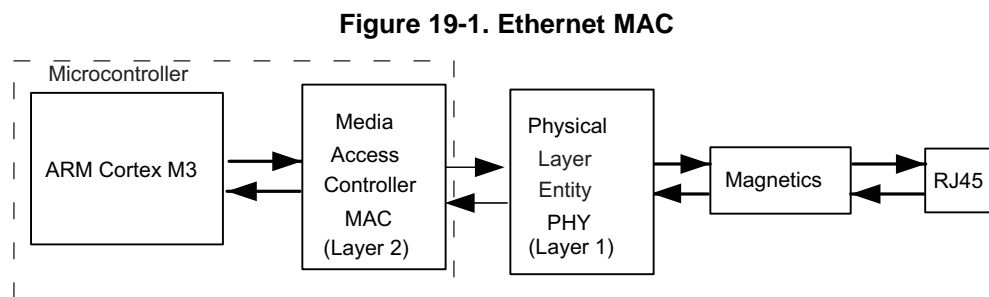 Figure 19-1. Ethernet MAC
Microcontroller
ARM Cortex M3
Media
Access
Controller
MAC
(Layer 2)
Physical
Layer
Entity
PHY
(Layer 1)
Magnetics
RJ45